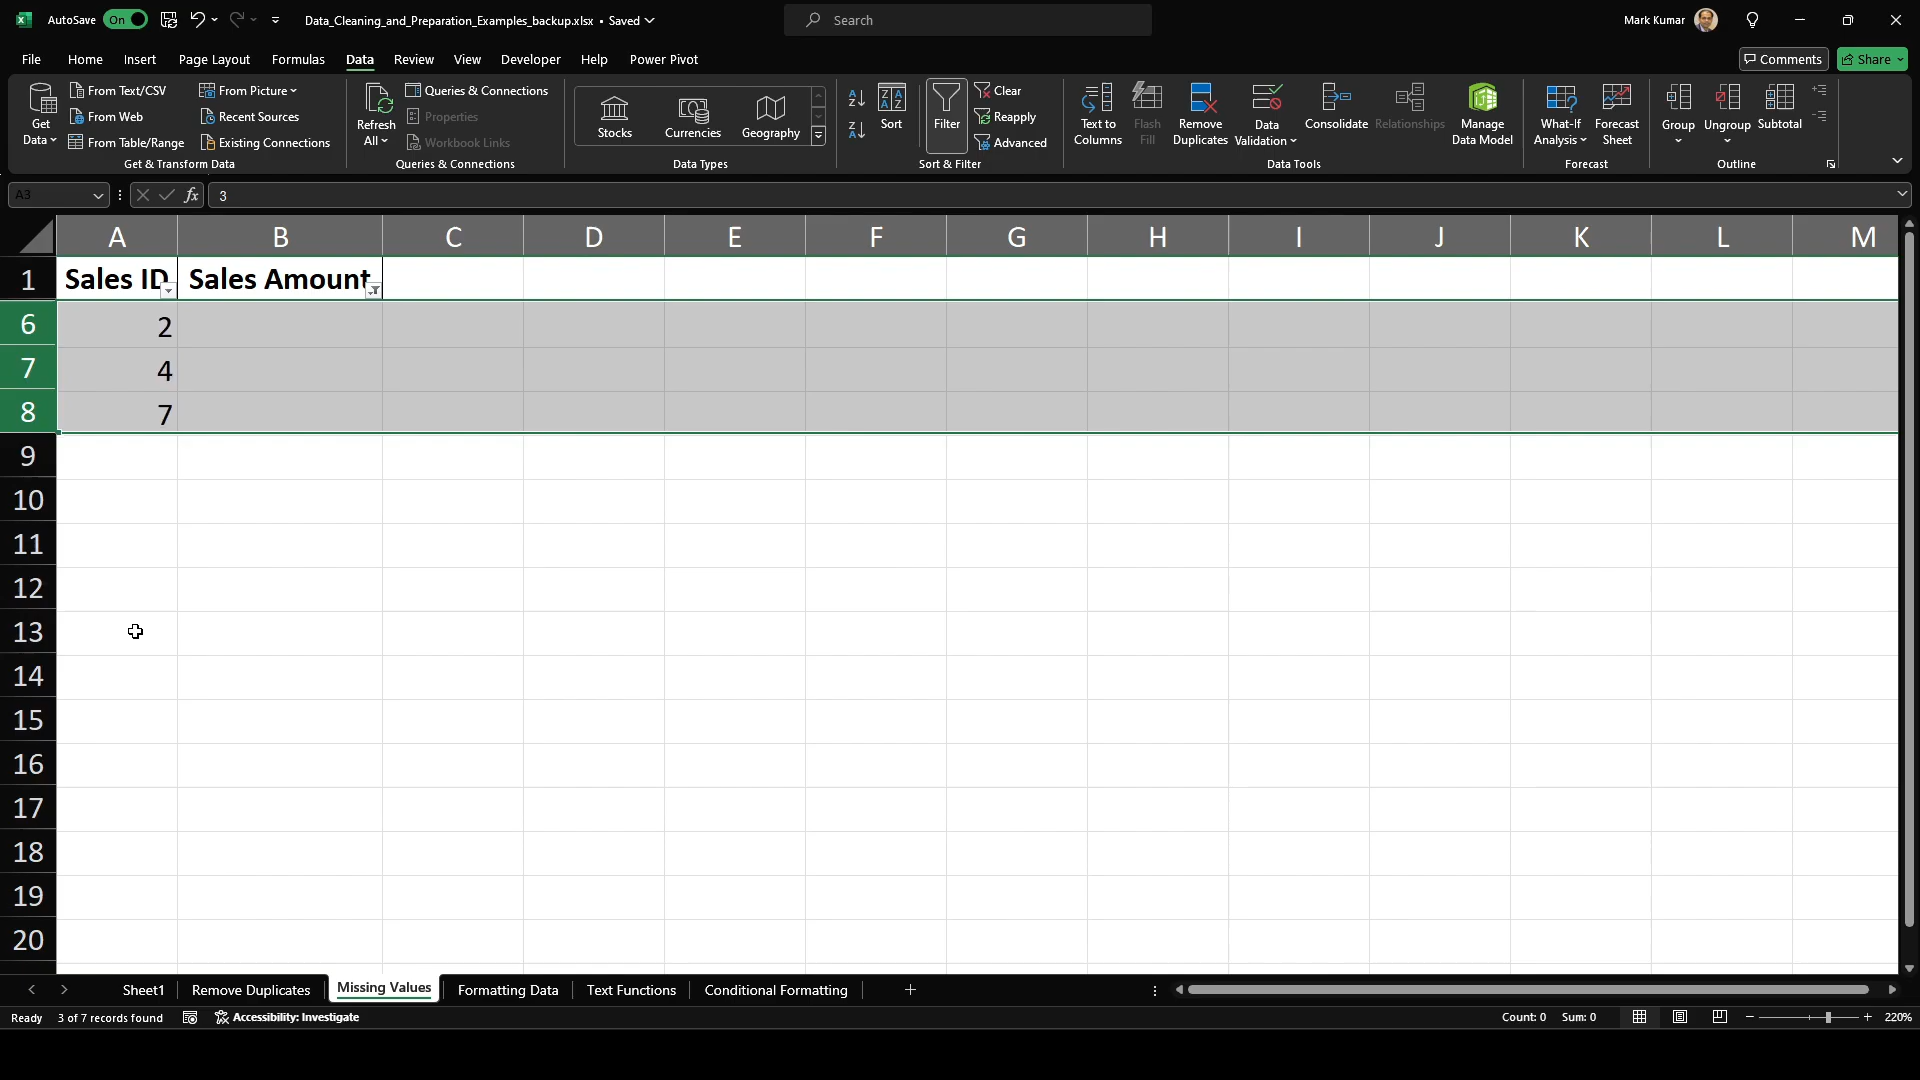 AutoSave On Data_Cleaning_and_Preparation_Examples_backup.xlsx • Saved Search Mark Kumar
File Home Insert Page Layout Formulas Data Review View Developer Help Power Pivot Comments Share
Get Data From Text/CSV From Web From Table/Range From Picture Recent Sources Existing Connections
Get & Transform Data
Refresh All Queries & Connections Properties Workbook Links
Queries & Connections
Stocks Currencies Geography
Data Types
Sort Filter Clear Reapply Advanced
Sort & Filter
Text to Columns Flash Fill Remove Duplicates Data Validation Consolidate Relationships Manage Data Model
Data Tools
What-If Analysis Forecast Sheet
Forecast
Group Ungroup Subtotal
Outline
A3 fx 3
A B C D E F G H I J K L M
1 Sales ID Sales Amount
6 2
7 4
8 7
9
10
11
12
13
14
15
16
17
18
19
20
Sheet1 Remove Duplicates Missing Values Formatting Data Text Functions Conditional Formatting
Ready 3 of 7 records found Accessibility: Investigate Count: 0 Sum: 0 220%